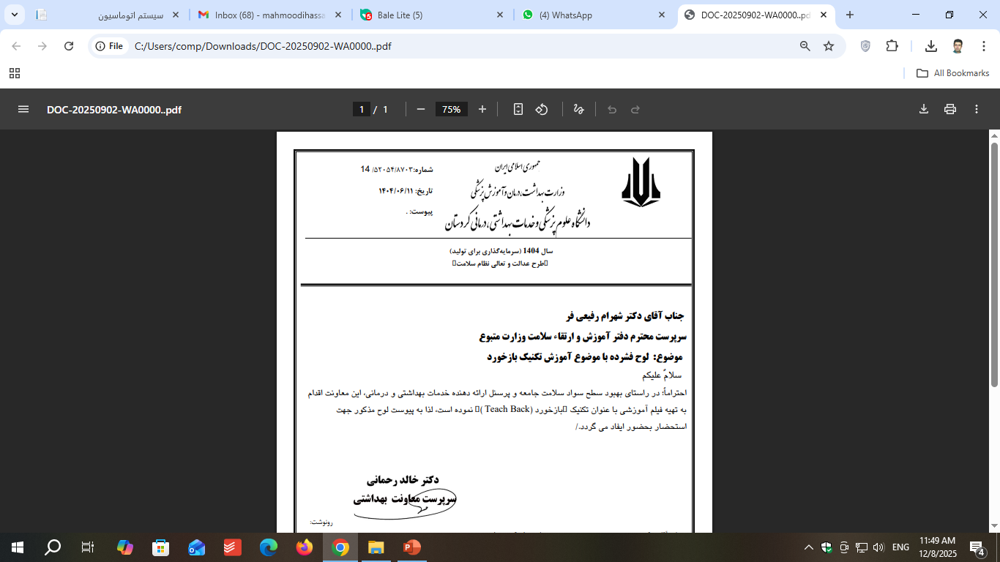 سیستم اتوماسیون
Inbox (68) - mahmoodihassa
Bale Lite (5)
(4) WhatsApp
DOC-20250902-WA0000..pd
File
C:/Users/comp/Downloads/DOC-20250902-WA0000..pdf
All Bookmarks
DOC-20250902-WA0000..pdf
1 / 1
75%
جمهوری اسلامی ایران
وزارت بهداشت، درمان و آموزش پزشکی
دانشگاه علوم پزشکی و خدمات بهداشتی، درمانی کردستان
شماره:۵۲۰۵۴/۸۷۰۳/ 14
تاریخ: ۱۴۰۴/۰۶/۱۱
پیوست: .
سال 1404 (سرمایه‌گذاری برای تولید)
طرح عدالت و تعالی نظام سلامت
جناب آقای دکتر شهرام رفیعی فر
سرپرست محترم دفتر آموزش و ارتقاء سلامت وزارت متبوع
موضوع: لوح فشرده با موضوع آموزش تکنیک بازخورد
سلامٌ علیکم
احتراماً؛ در راستای بهبود سطح سواد سلامت جامعه و پرسنل ارائه دهنده خدمات بهداشتی و درمانی، این معاونت اقدام
به تهیه فیلم آموزشی با عنوان تکنیک بازخورد (Teach Back ) نموده است، لذا به پیوست لوح مذکور جهت
استحضار بحضور ایفاد می گردد./
دکتر خالد رحمانی
سرپرست معاونت بهداشتی
رونوشت:
ENG
11:49 AM
12/8/2025
4